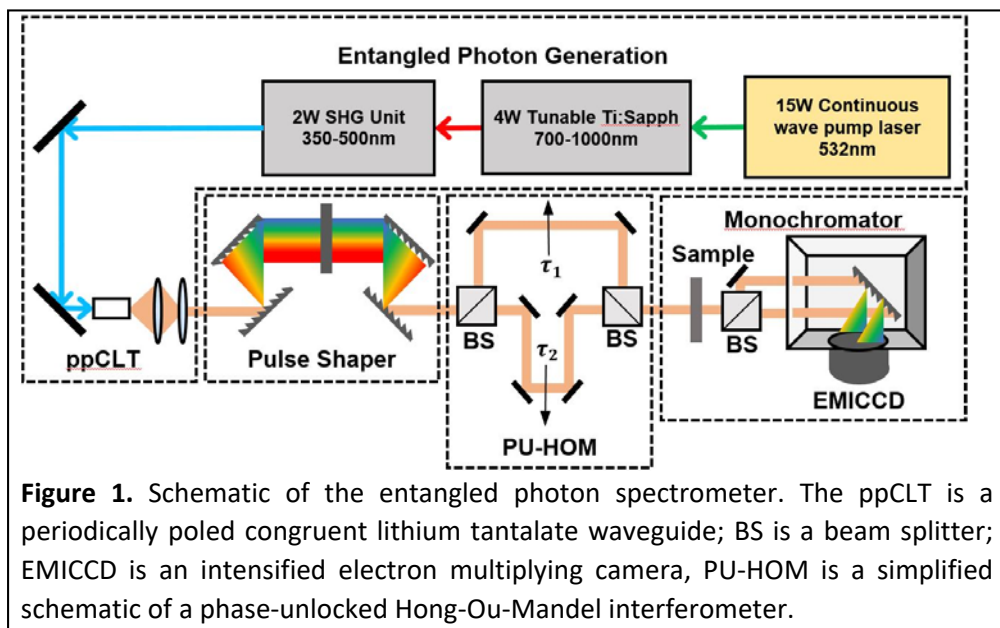 Entangled Photon Generation
2W SHG Unit
350-500nm
4W Tunable Ti:Sapph
700-1000nm
15W Continuous
wave pump laser
532nm
ppCLT
Pulse Shaper
BS
τ₁
τ₂
BS
PU-HOM
Sample
Monochromator
BS
EMICCD
Figure 1. Schematic of the entangled photon spectrometer. The ppCLT is a
periodically poled congruent lithium tantalate waveguide; BS is a beam splitter;
EMICCD is an intensified electron multiplying camera, PU-HOM is a simplified
schematic of a phase-unlocked Hong-Ou-Mandel interferometer.